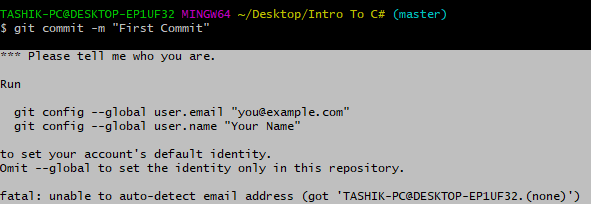 TASHIK-PC@DESKTOP-EP1UF32 MINGW64 ~/Desktop/Intro To C# (master)
$ git commit -m "First Commit"
*** Please tell me who you are.
Run
git config --global user.email "you@example.com"
git config --global user.name "Your Name"
to set your account's default identity.
Omit --global to set the identity only in this repository.
fatal: unable to auto-detect email address (got 'TASHIK-PC@DESKTOP-EP1UF32.(none)')